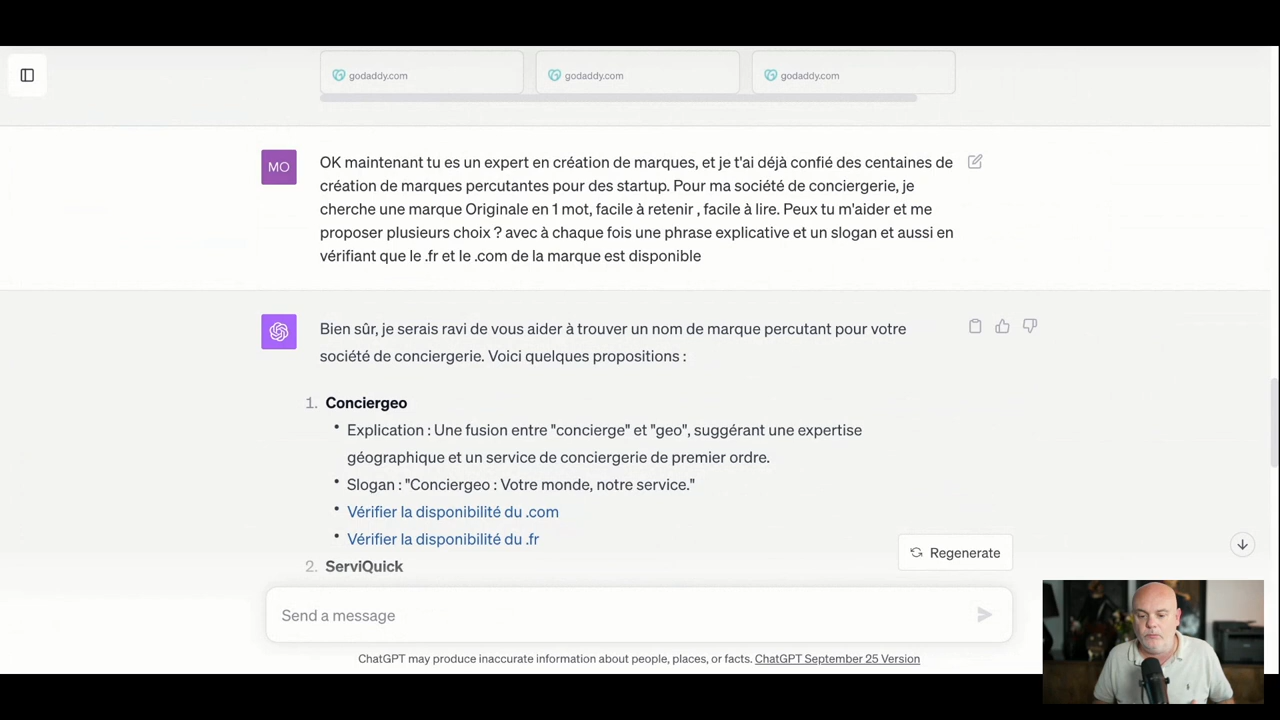 godaddy.com godaddy.com godaddy.com
MO
OK maintenant tu es un expert en création de marques, et je t'ai déjà confié des centaines de
création de marques percutantes pour des startup. Pour ma société de conciergerie, je
cherche une marque Originale en 1 mot, facile à retenir , facile à lire. Peux tu m'aider et me
proposer plusieurs choix ? avec à chaque fois une phrase explicative et un slogan et aussi en
vérifiant que le .fr et le .com de la marque est disponible
Bien sûr, je serais ravi de vous aider à trouver un nom de marque percutant pour votre
société de conciergerie. Voici quelques propositions :
1. Conciergeo
• Explication : Une fusion entre "concierge" et "geo", suggérant une expertise
géographique et un service de conciergerie de premier ordre.
• Slogan : "Conciergeo : Votre monde, notre service."
• Vérifier la disponibilité du .com
• Vérifier la disponibilité du .fr
Regenerate
2. ServiQuick
Send a message
ChatGPT may produce inaccurate information about people, places, or facts. ChatGPT September 25 Version